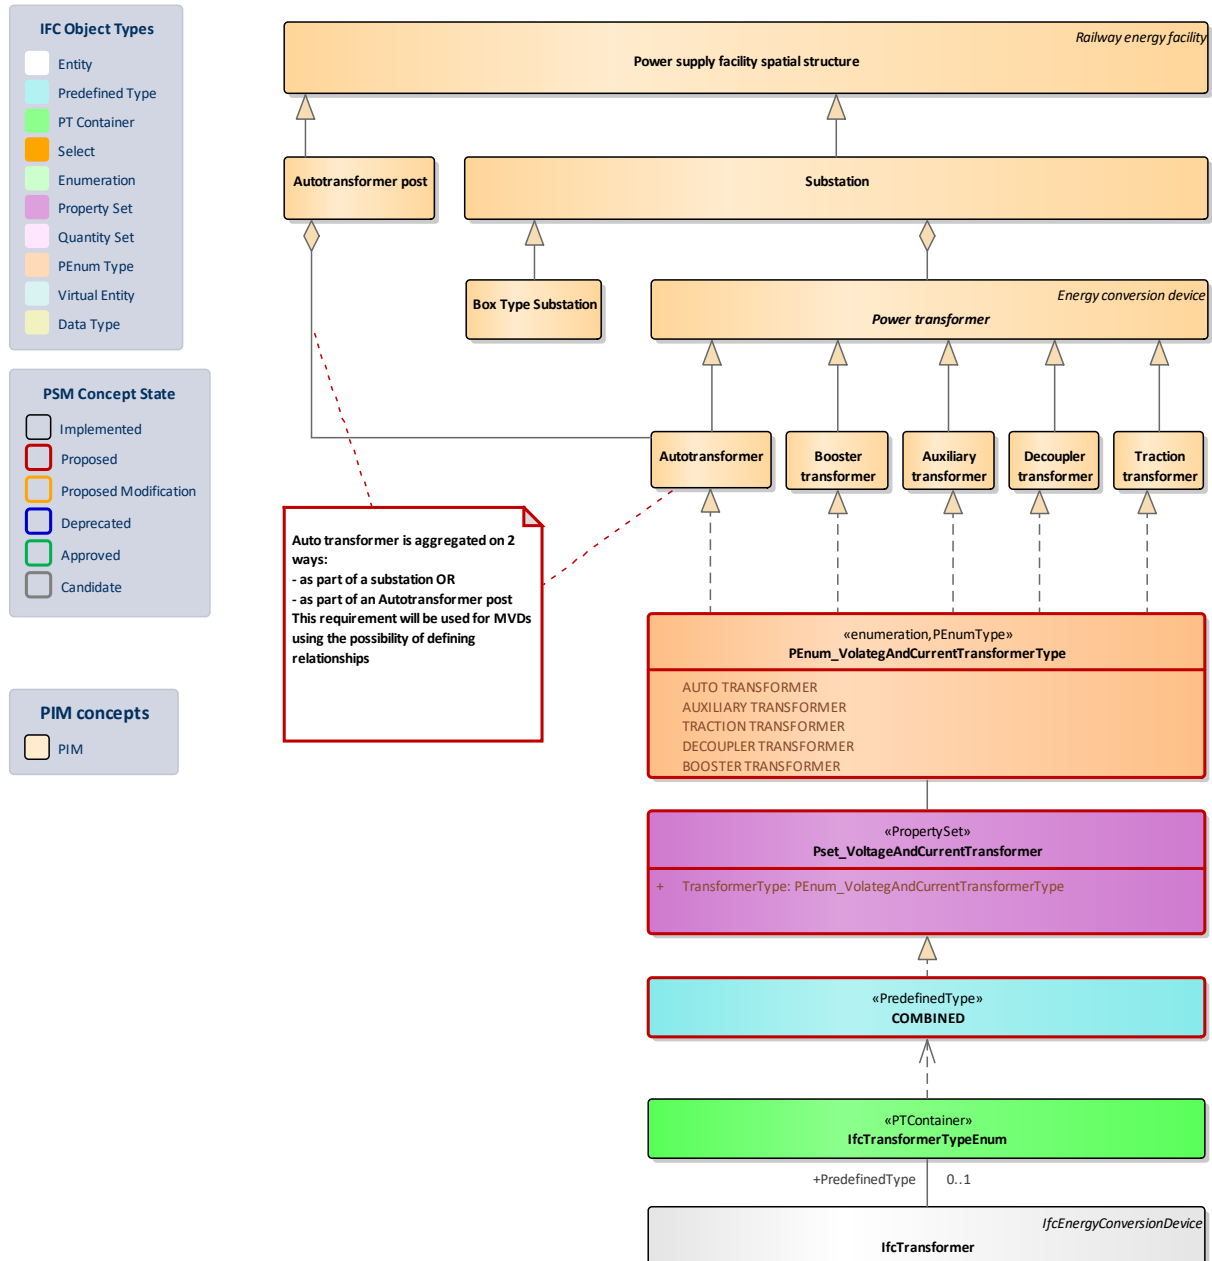 IFC Object Types
Entity
Predefined Type
PT Container
Select
Enumeration
Property Set
Quantity Set
PEnum Type
Virtual Entity
Data Type
PSM Concept State
Implemented
Proposed
Proposed Modification
Deprecated
Approved
Candidate
PIM concepts
PIM
Railway energy facility
Power supply facility spatial structure
Autotransformer post
Substation
Box Type Substation
Energy conversion device
Power transformer
Autotransformer
Booster
transformer
Auxiliary
transformer
Decoupler
transformer
Traction
transformer
Auto transformer is aggregated on 2
ways:
- as part of a substation OR
- as part of an Autotransformer post
This requirement will be used for MVDs
using the possibility of defining
relationships
«enumeration,PEnumType»
PEnum_VolategAndCurrentTransformerType
AUTO TRANSFORMER
AUXILIARY TRANSFORMER
TRACTION TRANSFORMER
DECOUPLER TRANSFORMER
BOOSTER TRANSFORMER
«PropertySet»
Pset_VoltageAndCurrentTransformer
+ TransformerType: PEnum_VolategAndCurrentTransformerType
«PredefinedType»
COMBINED
«PTContainer»
IfcTransformerTypeEnum
+PredefinedType 0..1
IfcEnergyConversionDevice
IfcTransformer